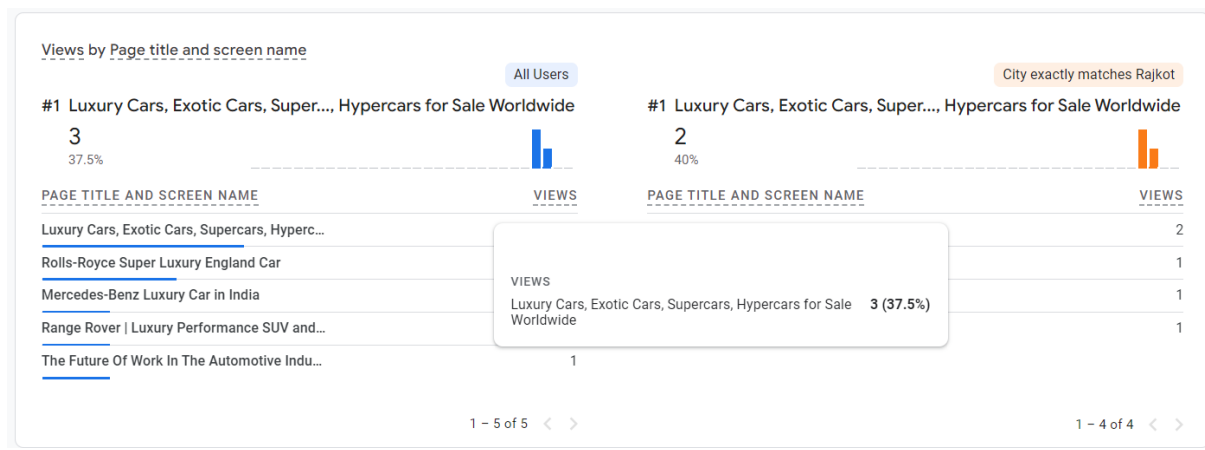 Views by Page title and screen name
All Users
#1 Luxury Cars, Exotic Cars, Super..., Hypercars for Sale Worldwide
3
37.5%
PAGE TITLE AND SCREEN NAME VIEWS
Luxury Cars, Exotic Cars, Supercars, Hyperc...
Rolls-Royce Super Luxury England Car
Mercedes-Benz Luxury Car in India
Range Rover | Luxury Performance SUV and...
The Future Of Work In The Automotive Indu... 1
1 – 5 of 5
City exactly matches Rajkot
#1 Luxury Cars, Exotic Cars, Super..., Hypercars for Sale Worldwide
2
40%
PAGE TITLE AND SCREEN NAME VIEWS
2
1
1
1
1 – 4 of 4
VIEWS
Luxury Cars, Exotic Cars, Supercars, Hypercars for Sale 3 (37.5%)
Worldwide